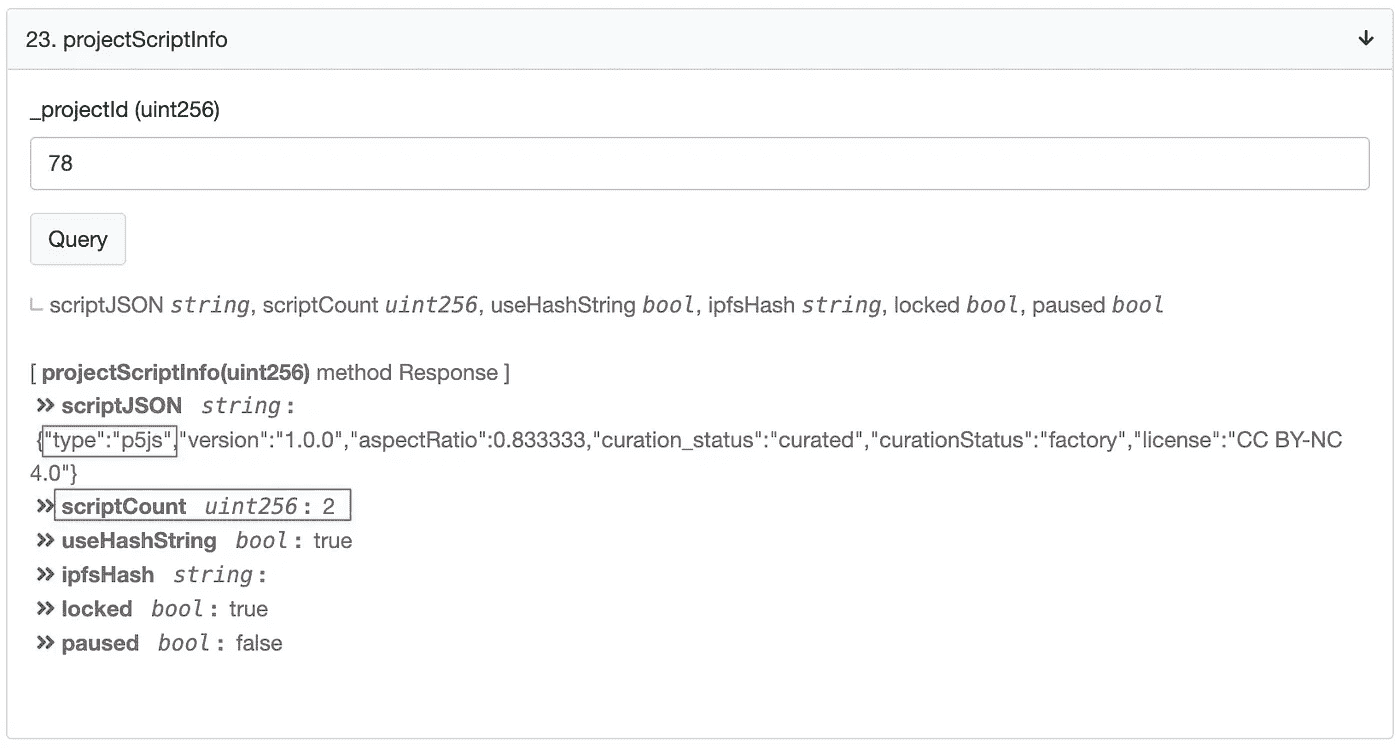 23. projectScriptInfo
_projectId (uint256)
78
Query
scriptJSON string, scriptCount uint256, useHashString bool, ipfsHash string, locked bool, paused bool
[ projectScriptInfo(uint256) method Response ]
scriptJSON string :
{"type":"p5js","version":"1.0.0","aspectRatio":0.833333,"curation_status":"curated","curationStatus":"factory","license":"CC BY-NC
4.0"}
scriptCount uint256 : 2
useHashString bool : true
ipfsHash string :
locked bool : true
paused bool : false